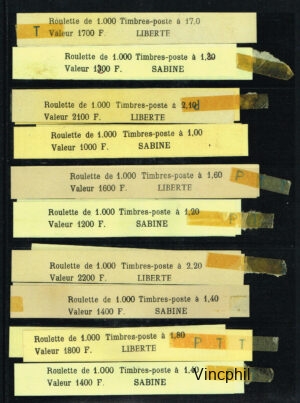 Roulette de 1.000 Timbres-poste à 17,0
T Valeur 1700 F. LIBERTE
Roulette de 1.000 Timbres-poste à 1,30
Valeur 1300 F. SABINE
Roulette de 1.000 Timbres-poste à 2,10
Valeur 2100 F. LIBERTE
Roulette de 1.000 Timbres-poste à 1,00
Valeur 1000 F. SABINE
Roulette de 1.000 Timbres-poste à 1,60 P
Valeur 1600 F. LIBERTE
Roulette de 1.000 Timbres-poste à 1,20 P
Valeur 1200 F. SABINE
Roulette de 1.000 Timbres-poste à 2,20
Valeur 2200 F. LIBERTE
Roulette de 1.000 Timbres-poste à 1,40
Valeur 1400 F. SABINE
Roulette de 1.000 Timbres-poste à 1,80
Valeur 1800 F. LIBERTE P T T
Roulette de 1.000 Timbres-poste à 1,40
Valeur 1400 F. SABINE
Vincphil